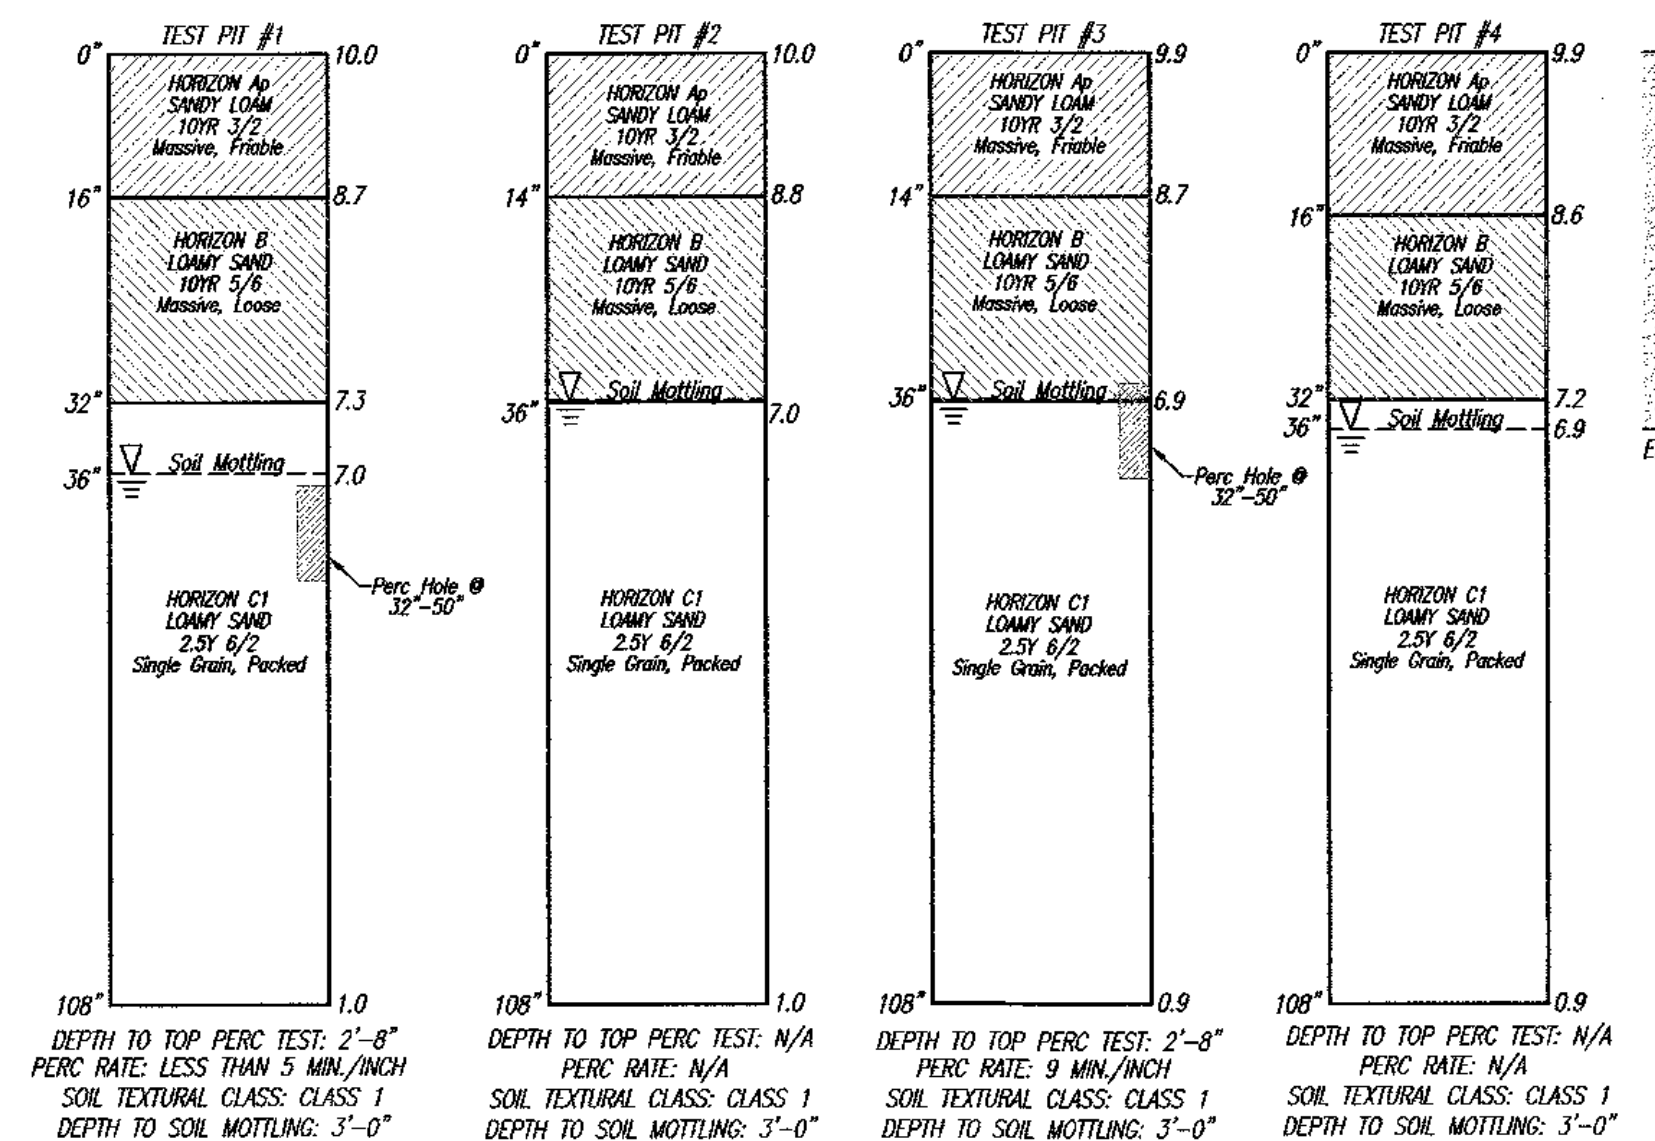 TEST PIT #1
0"
10.0
HORIZON Ap
SANDY LOAM
10YR 3/2
Massive, Friable
16"
8.7
HORIZON B
LOAMY SAND
10YR 5/6
Massive, Loose
32"
7.3
Soil Mottling
36"
7.0
Perc Hole @
32"-50"
HORIZON C1
LOAMY SAND
2.5Y 6/2
Single Grain, Packed
108"
1.0
DEPTH TO TOP PERC TEST: 2'-8"
PERC RATE: LESS THAN 5 MIN./INCH
SOIL TEXTURAL CLASS: CLASS 1
DEPTH TO SOIL MOTTLING: 3'-0"
TEST PIT #2
0"
10.0
HORIZON Ap
SANDY LOAM
10YR 3/2
Massive, Friable
14"
8.8
HORIZON B
LOAMY SAND
10YR 5/6
Massive, Loose
Soil Mottling
36"
7.0
HORIZON C1
LOAMY SAND
2.5Y 6/2
Single Grain, Packed
108"
1.0
DEPTH TO TOP PERC TEST: N/A
PERC RATE: N/A
SOIL TEXTURAL CLASS: CLASS 1
DEPTH TO SOIL MOTTLING: 3'-0"
TEST PIT #3
0"
9.9
HORIZON Ap
SANDY LOAM
10YR 3/2
Massive, Friable
14"
8.7
HORIZON B
LOAMY SAND
10YR 5/6
Massive, Loose
Soil Mottling
36"
6.9
Perc Hole @
32"-50"
HORIZON C1
LOAMY SAND
2.5Y 6/2
Single Grain, Packed
108"
0.9
DEPTH TO TOP PERC TEST: 2'-8"
PERC RATE: 9 MIN./INCH
SOIL TEXTURAL CLASS: CLASS 1
DEPTH TO SOIL MOTTLING: 3'-0"
TEST PIT #4
0"
9.9
HORIZON Ap
SANDY LOAM
10YR 3/2
Massive, Friable
16"
8.6
HORIZON B
LOAMY SAND
10YR 5/6
Massive, Loose
32"
7.2
Soil Mottling
36"
6.9
HORIZON C1
LOAMY SAND
2.5Y 6/2
Single Grain, Packed
108"
0.9
DEPTH TO TOP PERC TEST: N/A
PERC RATE: N/A
SOIL TEXTURAL CLASS: CLASS 1
DEPTH TO SOIL MOTTLING: 3'-0"